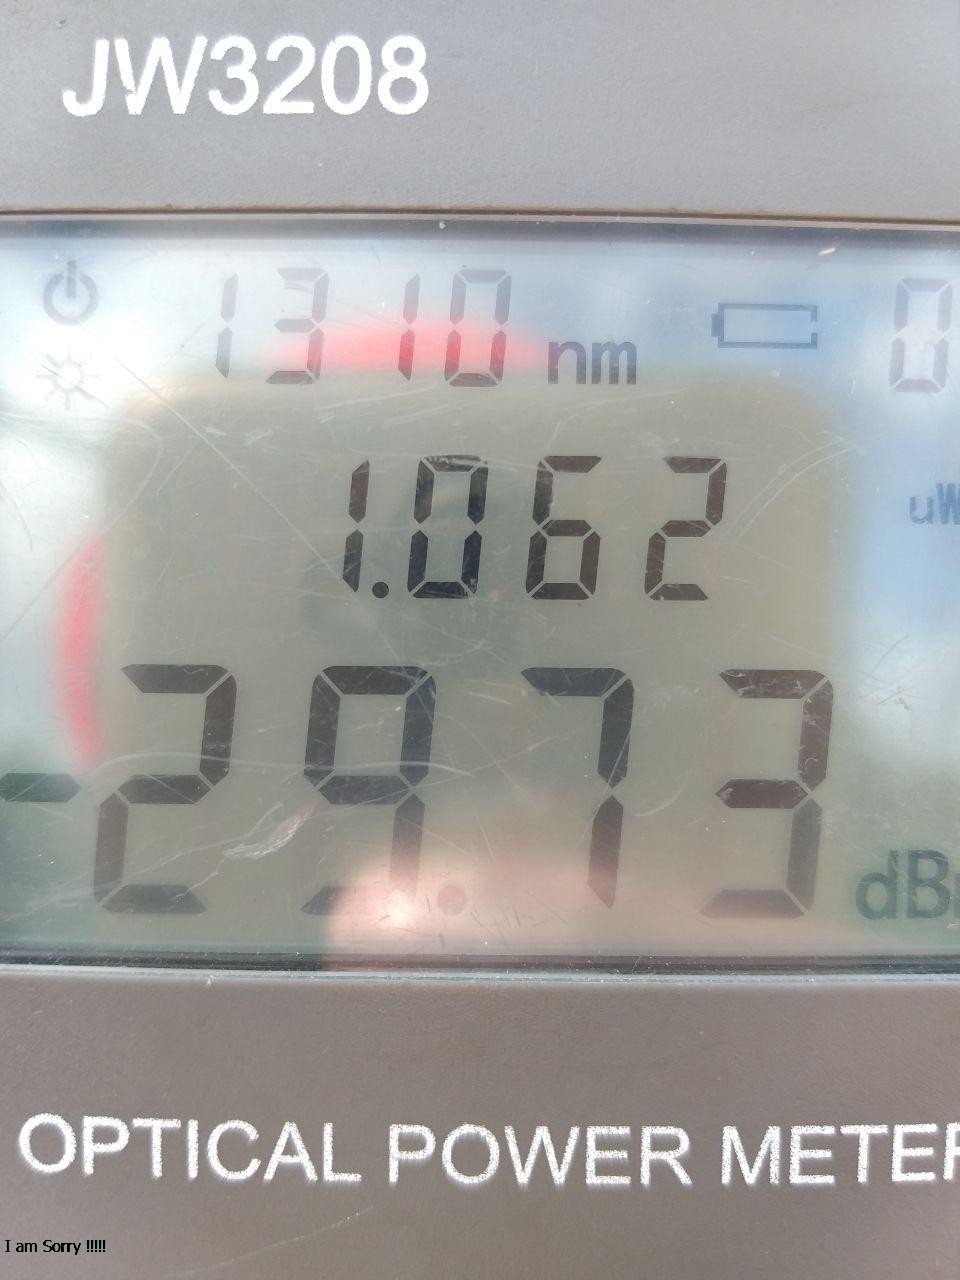 JW3208
1310 nm 0
1.062 uW
-29.73 dB
OPTICAL POWER METER
I am Sorry !!!!!